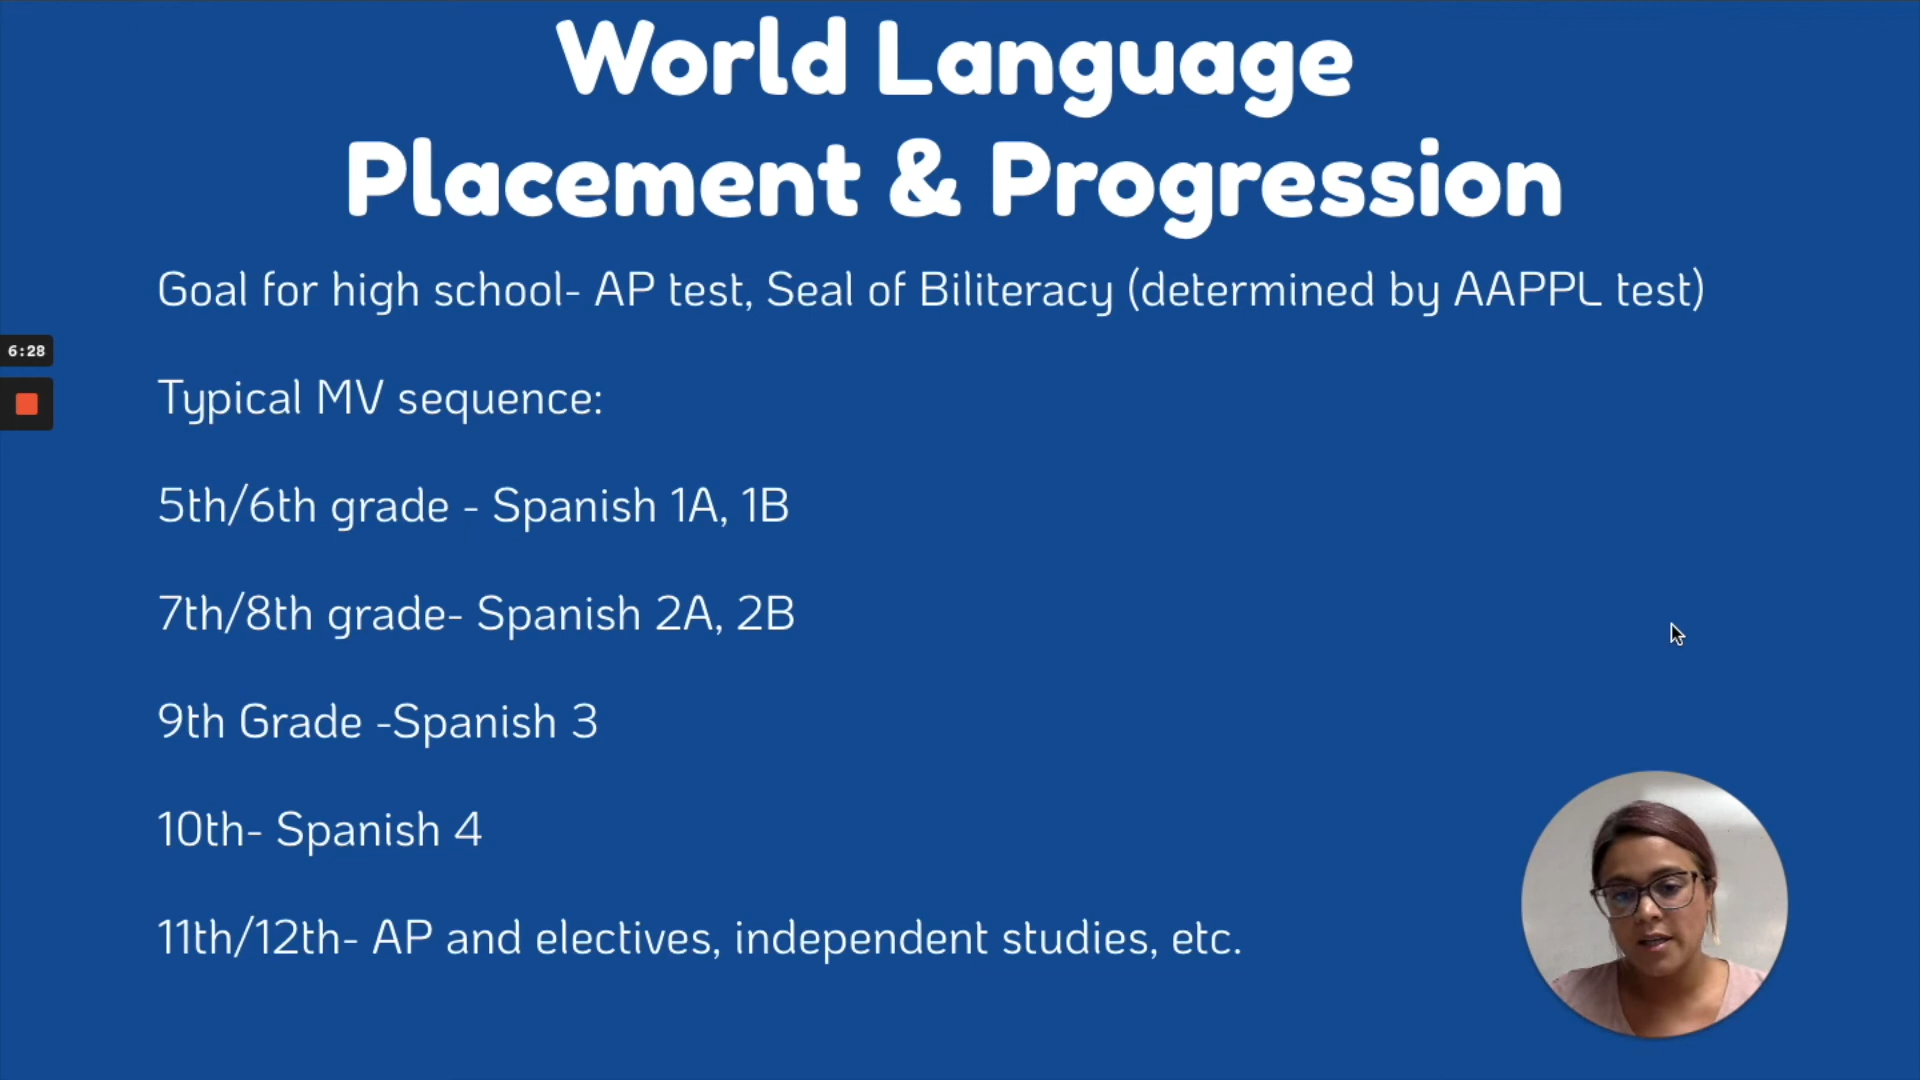 World Language
Placement & Progression
Goal for high school- AP test, Seal of Biliteracy (determined by AAPPL test)
6:28
Typical MV sequence:
5th/6th grade - Spanish 1A, 1B
7th/8th grade- Spanish 2A, 2B
9th Grade -Spanish 3
10th- Spanish 4
11th/12th- AP and electives, independent studies, etc.